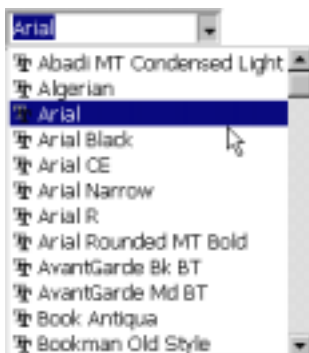 Arial
Abadi MT Condensed Light
Algerian
Arial
Arial Black
Arial CE
Arial Narrow
Arial R
Arial Rounded MT Bold
AvantGarde Bk BT
AvantGarde Md BT
Book Antiqua
Bookman Old Style